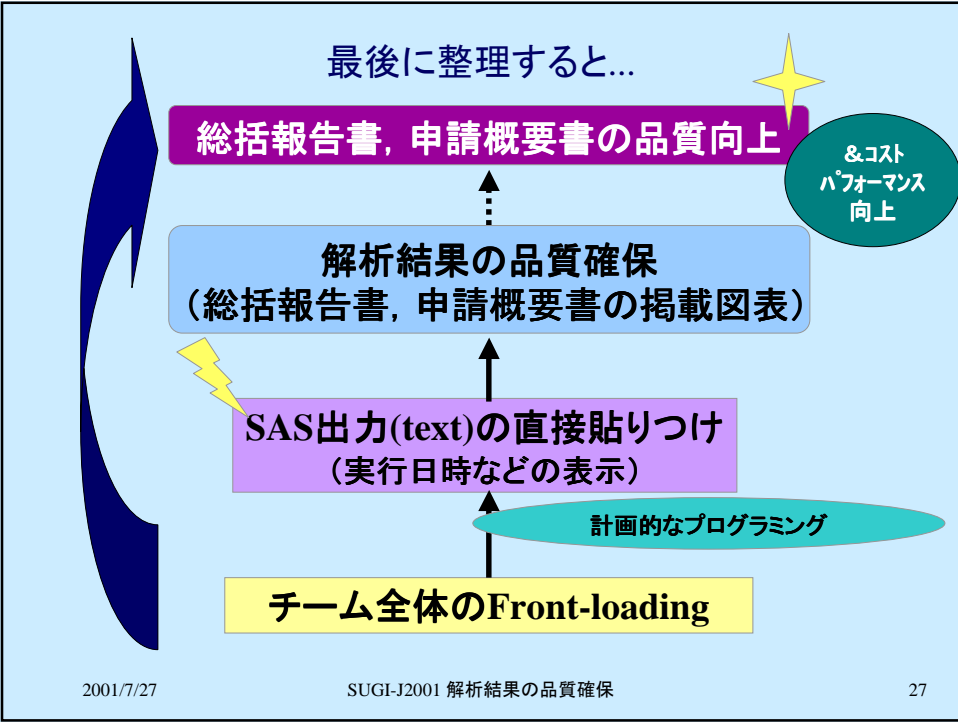 最後に整理すると...
総括報告書，申請概要書の品質向上
＆ｺｽﾄ
ﾊﾟﾌｫｰﾏﾝｽ
向上
解析結果の品質確保
（総括報告書，申請概要書の掲載図表）
SAS出力(text)の直接貼りつけ
（実行日時などの表示）
計画的なプログラミング
チーム全体のFront-loading
2001/7/27
SUGI-J2001 解析結果の品質確保
27